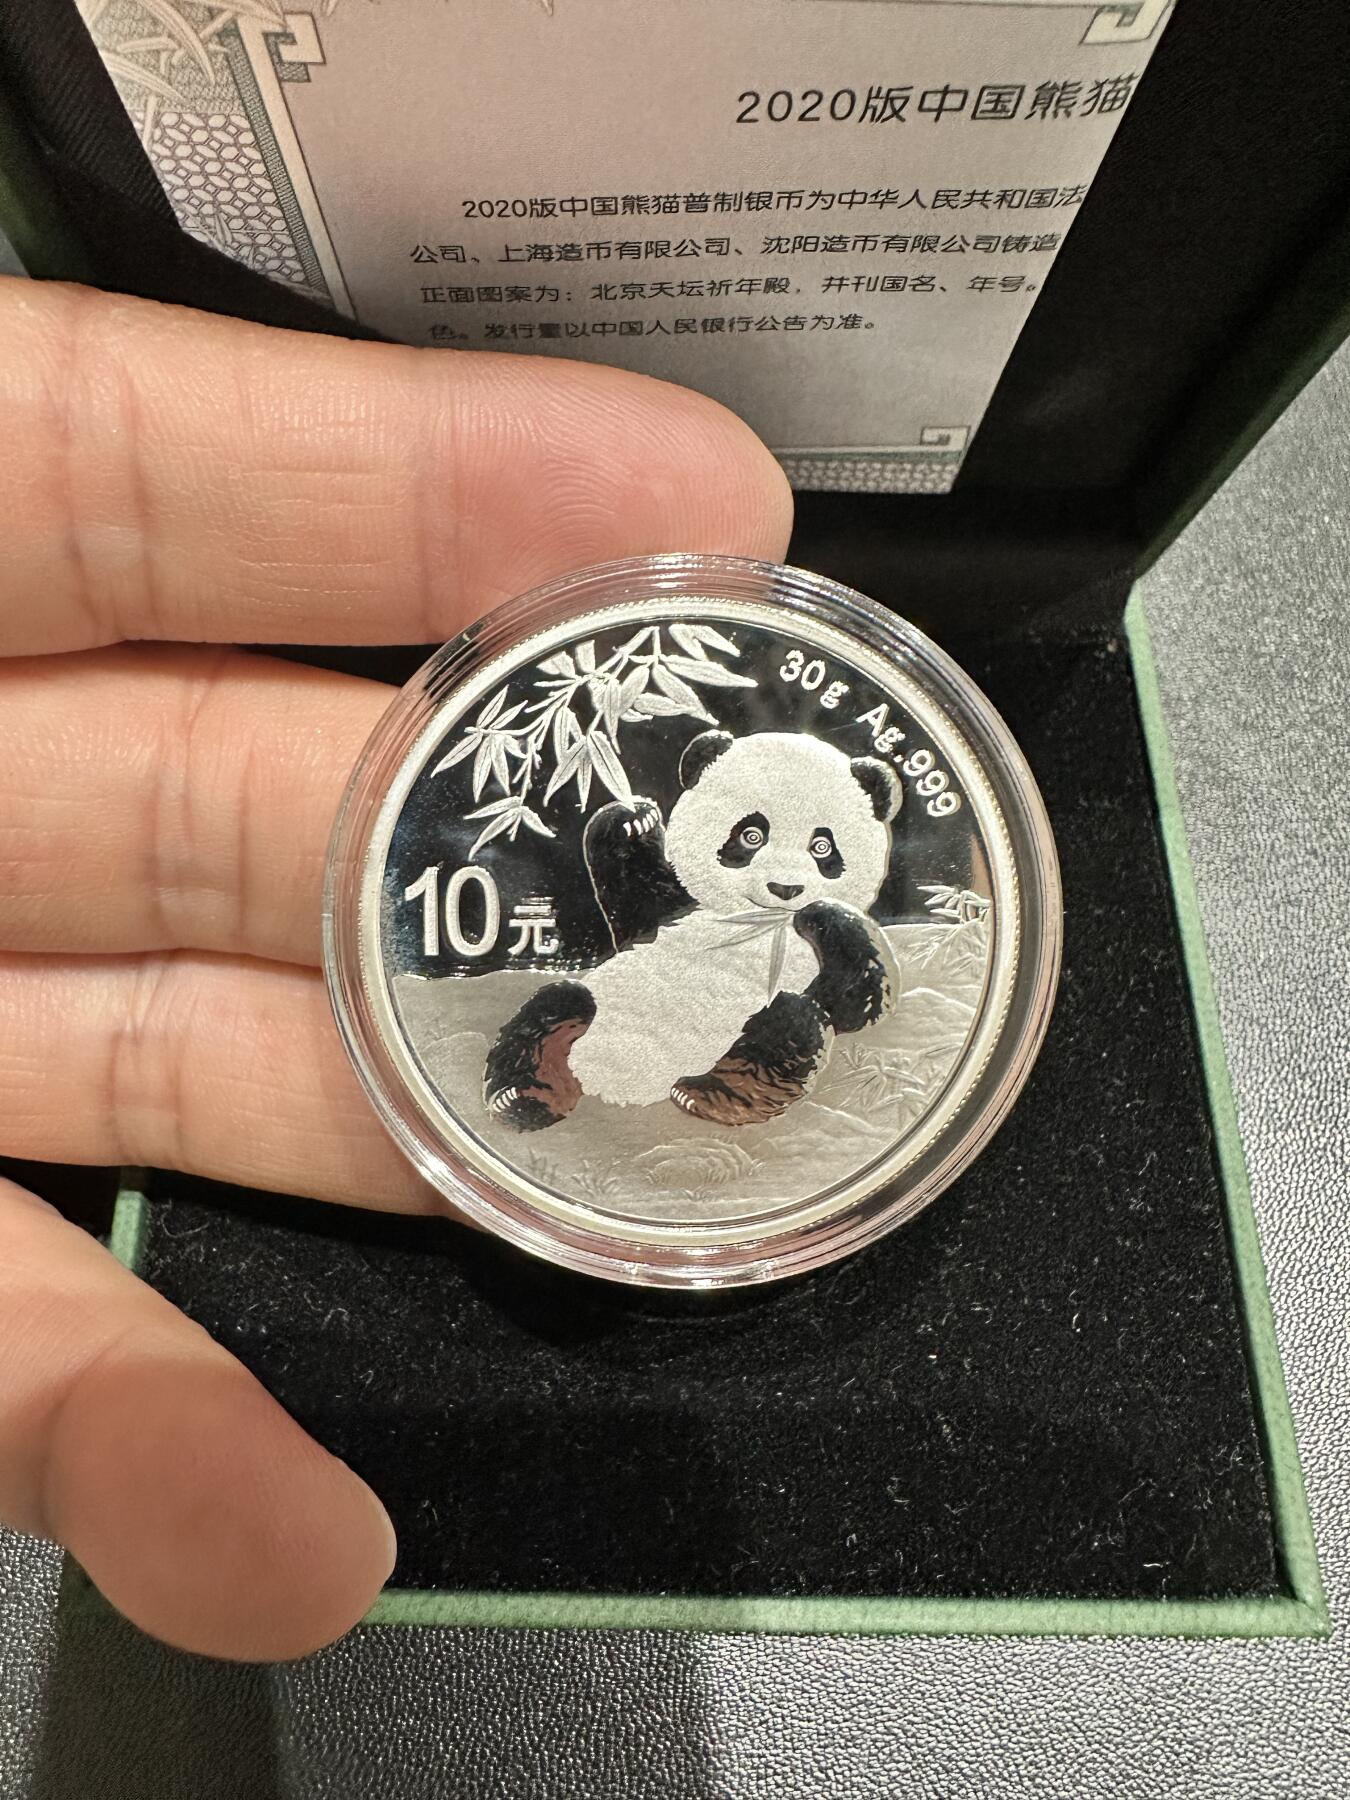 2020版中国熊猫
2020版中国熊猫普制银币为中华人民共和国法
公司、上海造币有限公司、沈阳造币有限公司铸造
正面图案为：北京天坛祈年殿，并刊国名、年号。
色。发行量以中国人民银行公告为准。
30g Ag.999
10元